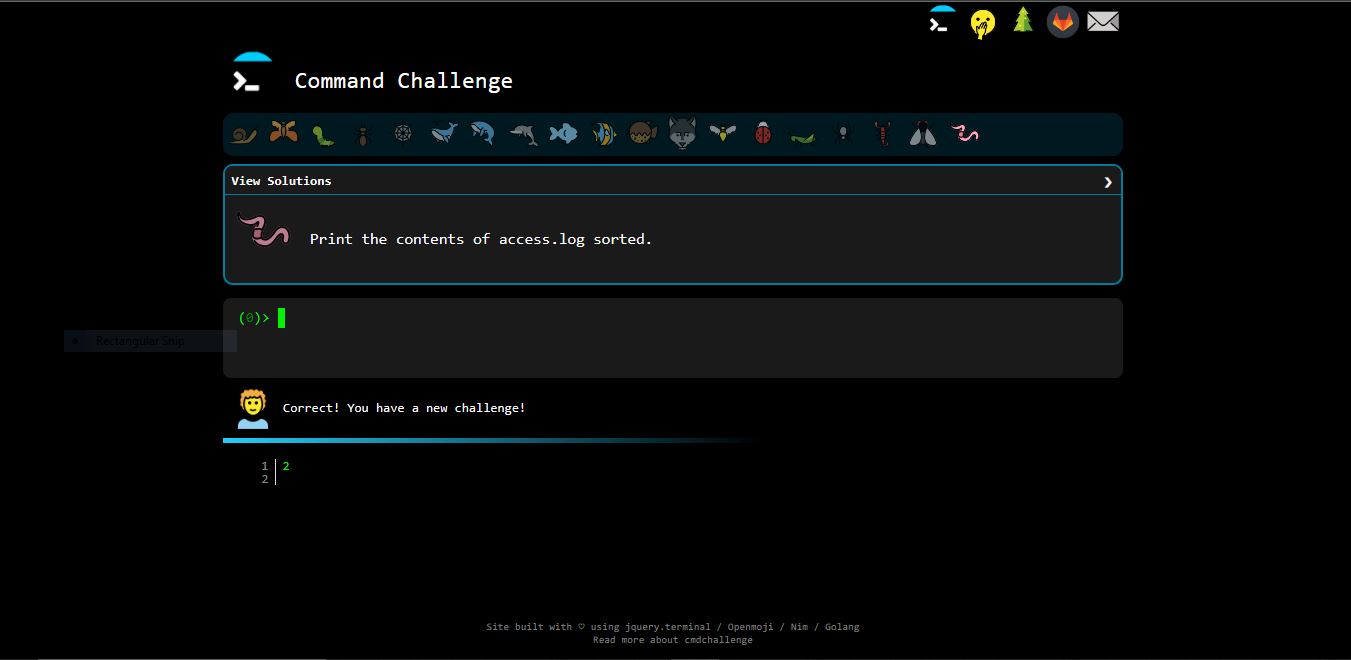 Command Challenge
View Solutions
Print the contents of access.log sorted.
(0)>
Rectangular Snip
Correct! You have a new challenge!
1 2
2
Site built with ♡ using jquery.terminal / Openmoji / Nim / Golang
Read more about cmdchallenge